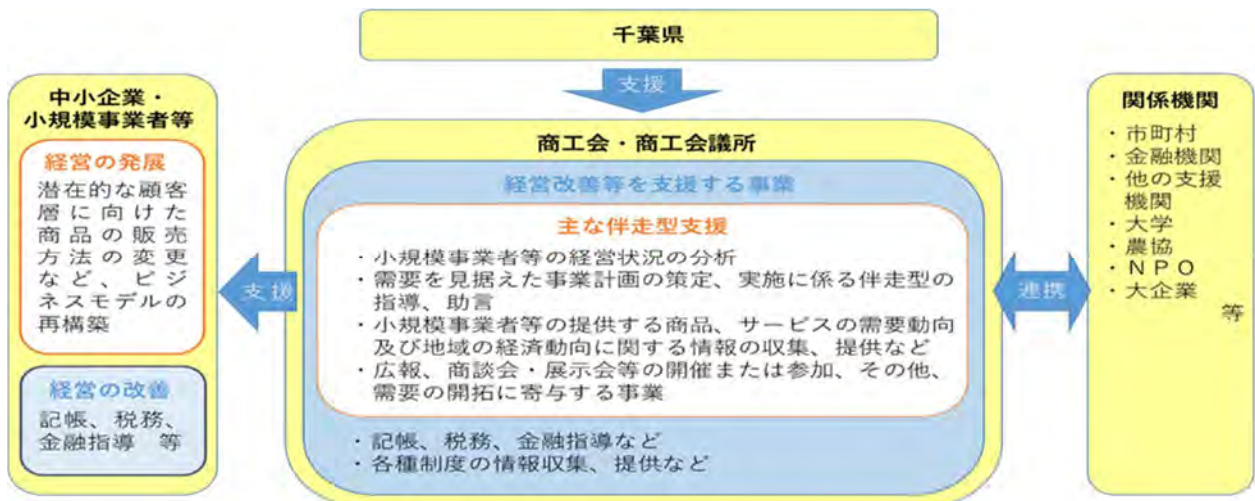 千葉県
支援
中小企業・
小規模事業者等
経営の発展
潜在的な顧客
層に向けた
商品の販売
方法の変更
など、ビジ
ネスモデルの
再構築
経営の改善
記帳、税務、
金融指導　等
支援
商工会・商工会議所
経営改善等を支援する事業
主な伴走型支援
・小規模事業者等の経営状況の分析
・需要を見据えた事業計画の策定、実施に係る伴走型の
指導、助言
・小規模事業者等の提供する商品、サービスの需要動向
及び地域の経済動向に関する情報の収集、提供など
・広報、商談会・展示会等の開催または参加、その他、
需要の開拓に寄与する事業
・記帳、税務、金融指導など
・各種制度の情報収集、提供など
連携
関係機関
・市町村
・金融機関
・他の支援
機関
・大学
・農協
・ＮＰＯ
・大企業
等